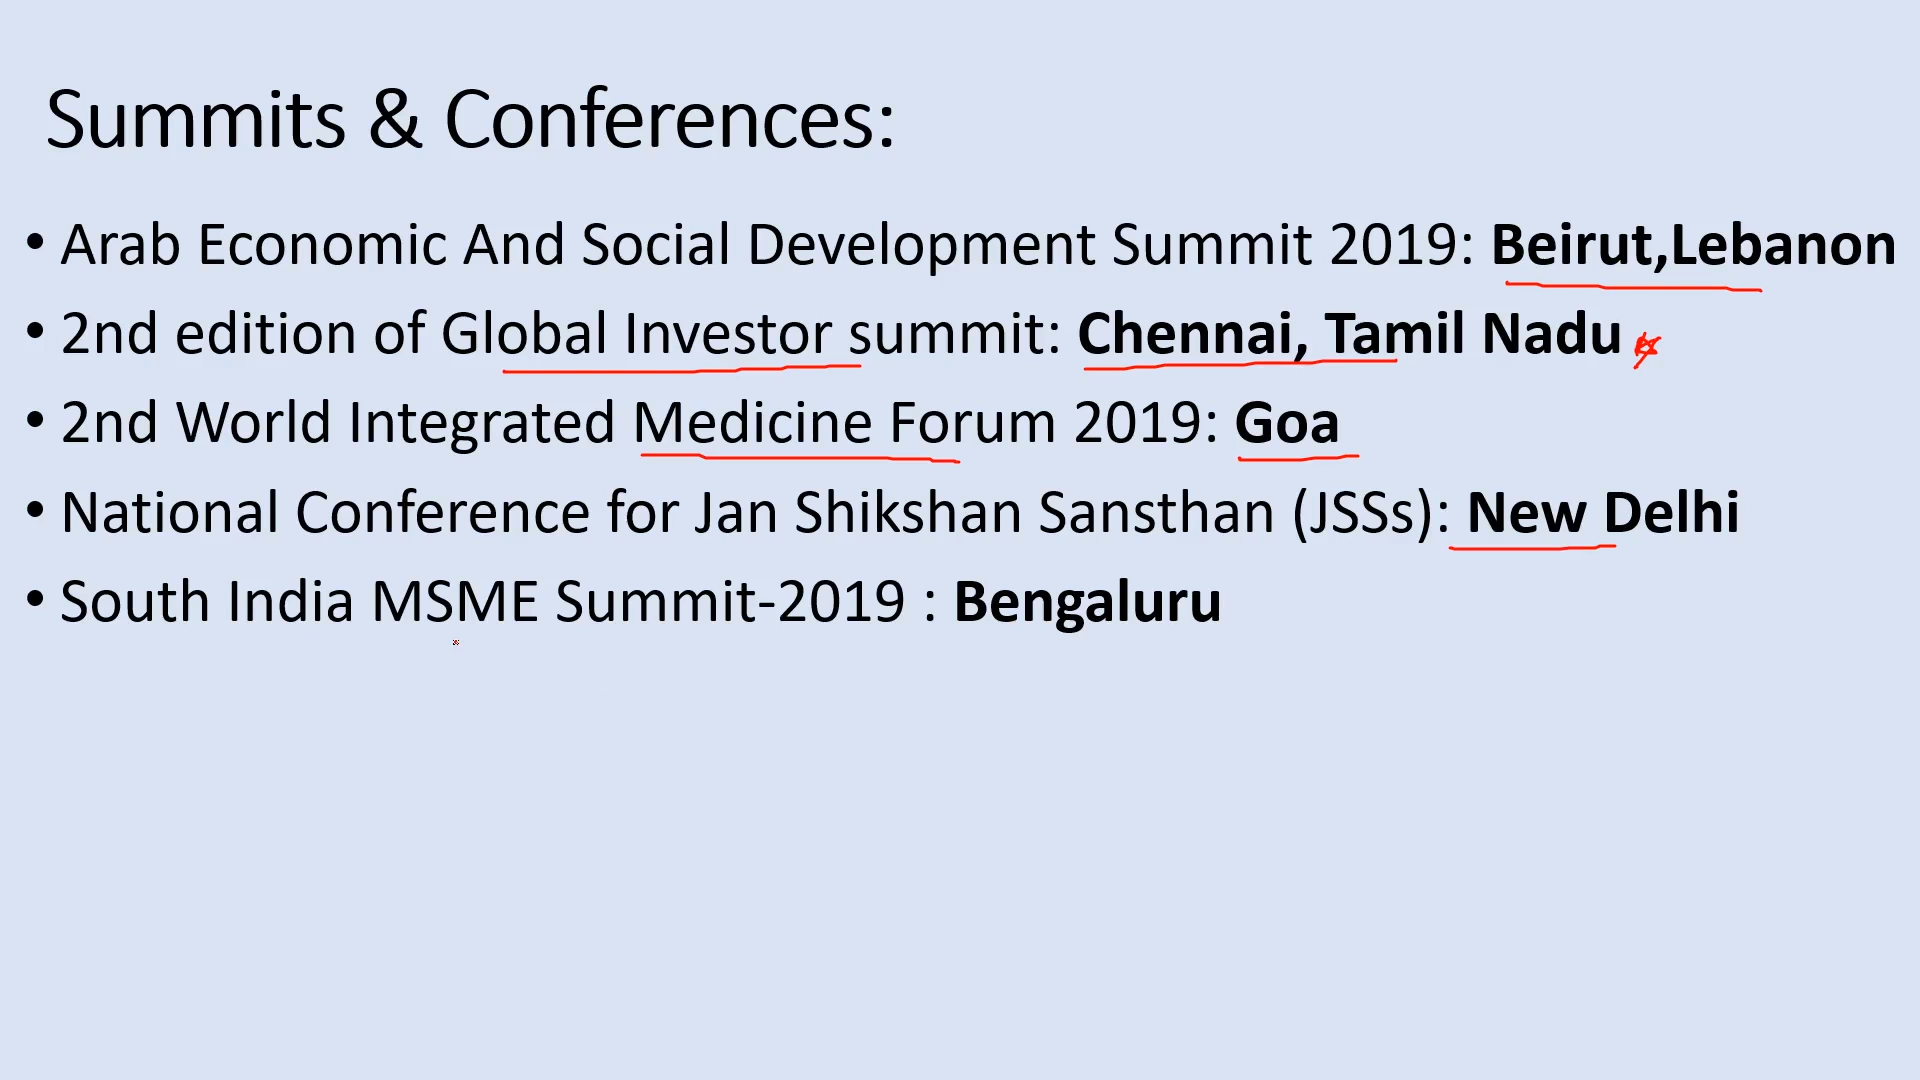 Summits & Conferences:
• Arab Economic And Social Development Summit 2019: Beirut,Lebanon
• 2nd edition of Global Investor summit: Chennai, Tamil Nadu
• 2nd World Integrated Medicine Forum 2019: Goa
• National Conference for Jan Shikshan Sansthan (JSSs): New Delhi
• South India MSME Summit-2019 : Bengaluru